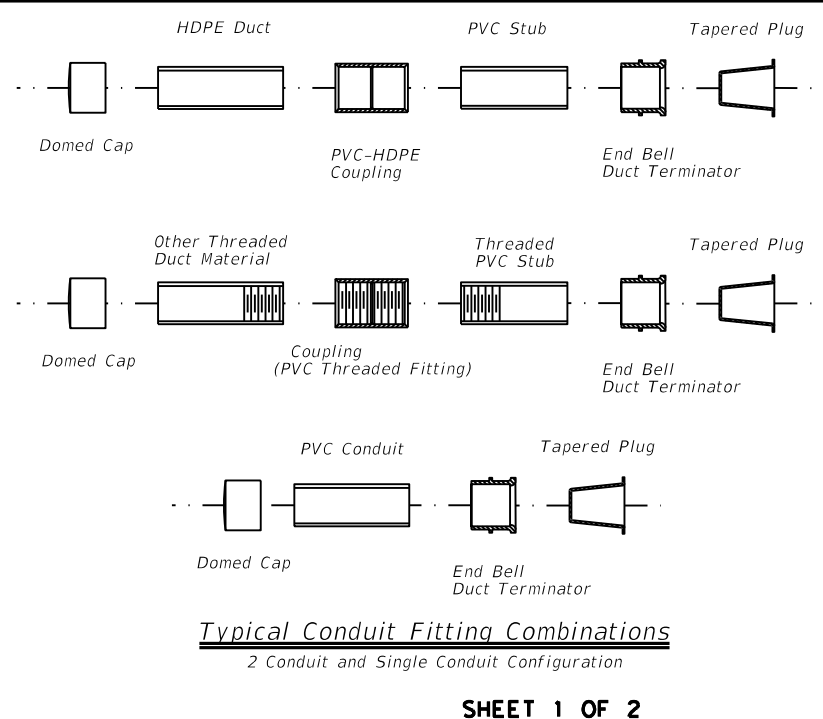 HDPE Duct
PVC Stub
Tapered Plug
Domed Cap
PVC-HDPE
Coupling
End Bell
Duct Terminator
Other Threaded
Duct Material
Threaded
PVC Stub
Tapered Plug
Domed Cap
Coupling
(PVC Threaded Fitting)
End Bell
Duct Terminator
PVC Conduit
Tapered Plug
Domed Cap
End Bell
Duct Terminator
Typical Conduit Fitting Combinations
2 Conduit and Single Conduit Configuration
SHEET 1 OF 2